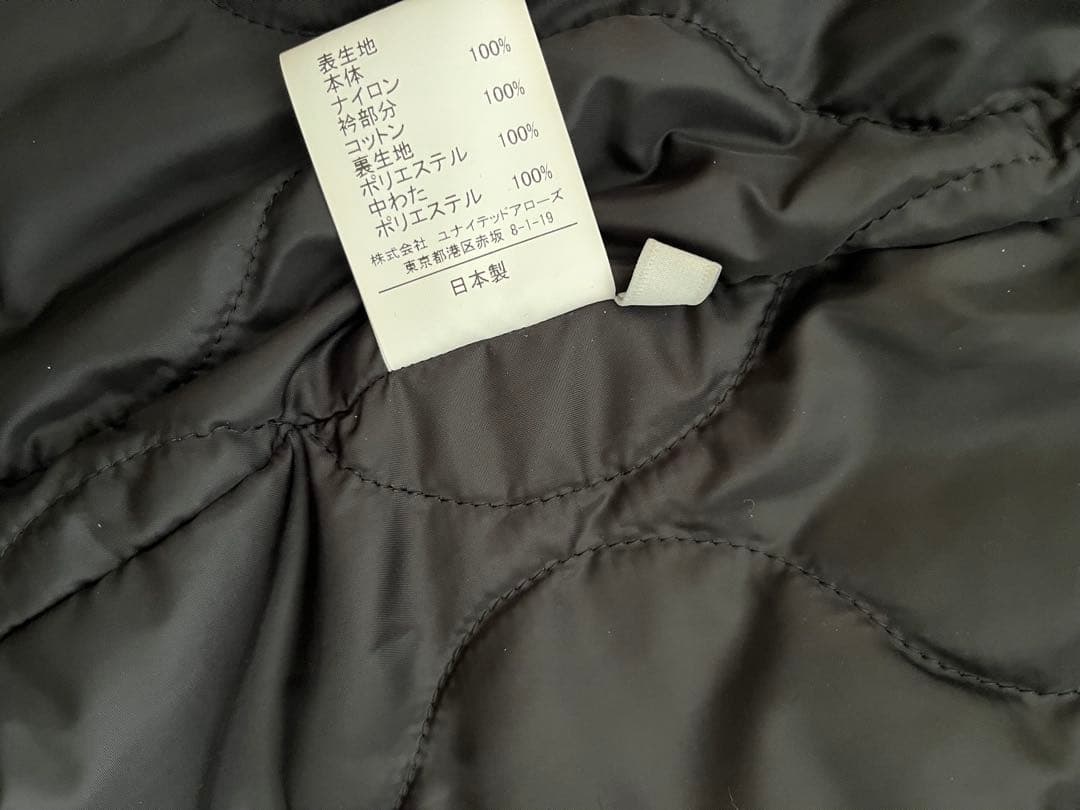 表生地
本体
ナイロン 100%
衿部分
コットン 100%
裏生地
ポリエステル 100%
中わた
ポリエステル 100%
株式会社 ユナイテッドアローズ
東京都港区赤坂 8-1-19
日本製